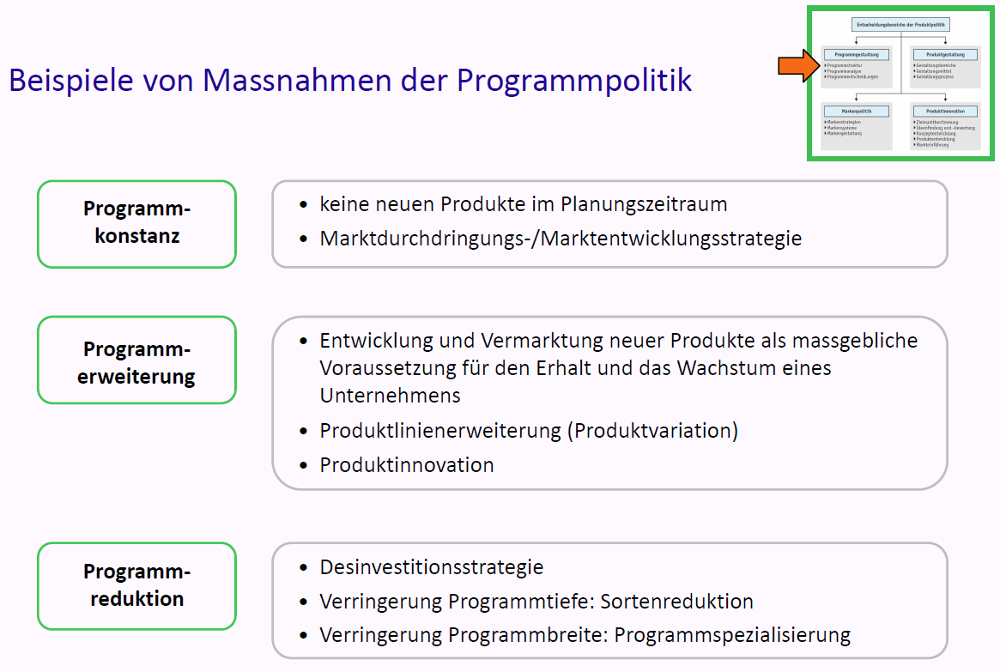 Entscheidungsbereiche der Produktpolitik
Programmgestaltung
Programmstruktur
Programmanalyse
Programmentscheidungen
Produktgestaltung
Gestaltungsbereiche
Gestaltungsmittel
Gestaltungsprozess
Markenpolitik
Markenstrategien
Markensysteme
Markengestaltung
Produktinnovation
Zielmarktbestimmung
Ideenfindung und -bewertung
Konzeptentwicklung
Produktentwicklung
Markteinführung
Beispiele von Massnahmen der Programmpolitik
Programm-
konstanz
• keine neuen Produkte im Planungszeitraum
• Marktdurchdringungs-/Marktentwicklungsstrategie
Programm-
erweiterung
• Entwicklung und Vermarktung neuer Produkte als massgebliche
Voraussetzung für den Erhalt und das Wachstum eines
Unternehmens
• Produktlinienerweiterung (Produktvariation)
• Produktinnovation
Programm-
reduktion
• Desinvestitionsstrategie
• Verringerung Programmtiefe: Sortenreduktion
• Verringerung Programmbreite: Programmspezialisierung